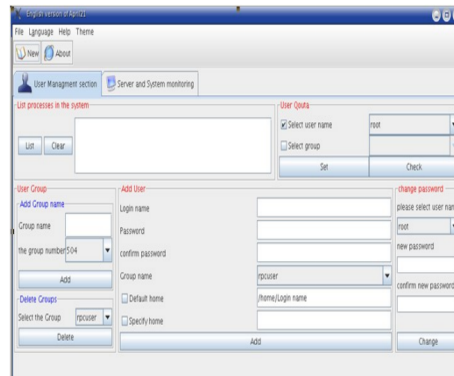 English version of April21
File Lgnguage Help Theme
New About
User Managment section Server and System monitoring
List processes in the system
List Clear
User Qouta
Select user name root
Select group
Set Check
User Group
Add Group name
Group name
the group number 504
Add
Delete Groups
Select the Group rpcuser
Delete
Add User
Login name
Password
confirm password
Group name rpcuser
Default home /home/Login name
Specify home
Add
change password
please select user nam
root
new password
confirm new password
Change